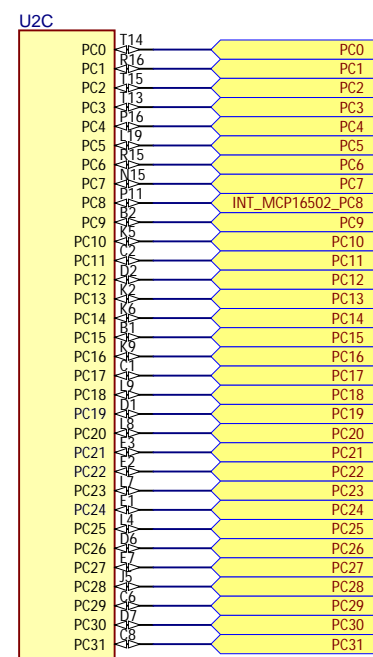 U2C
PC0 T14 PC0
PC1 R16 PC1
PC2 T15 PC2
PC3 T13 PC3
PC4 P16 PC4
PC5 L19 PC5
PC6 R15 PC6
PC7 N15 PC7
PC8 P11 INT_MCP16502_PC8
PC9 B2 PC9
PC10 K5 PC10
PC11 C2 PC11
PC12 D2 PC12
PC13 K2 PC13
PC14 K6 PC14
PC15 B1 PC15
PC16 K9 PC16
PC17 C1 PC17
PC18 L9 PC18
PC19 D1 PC19
PC20 L8 PC20
PC21 E3 PC21
PC22 E2 PC22
PC23 L7 PC23
PC24 E1 PC24
PC25 L4 PC25
PC26 D6 PC26
PC27 E7 PC27
PC28 J5 PC28
PC29 C6 PC29
PC30 D7 PC30
PC31 C8 PC31